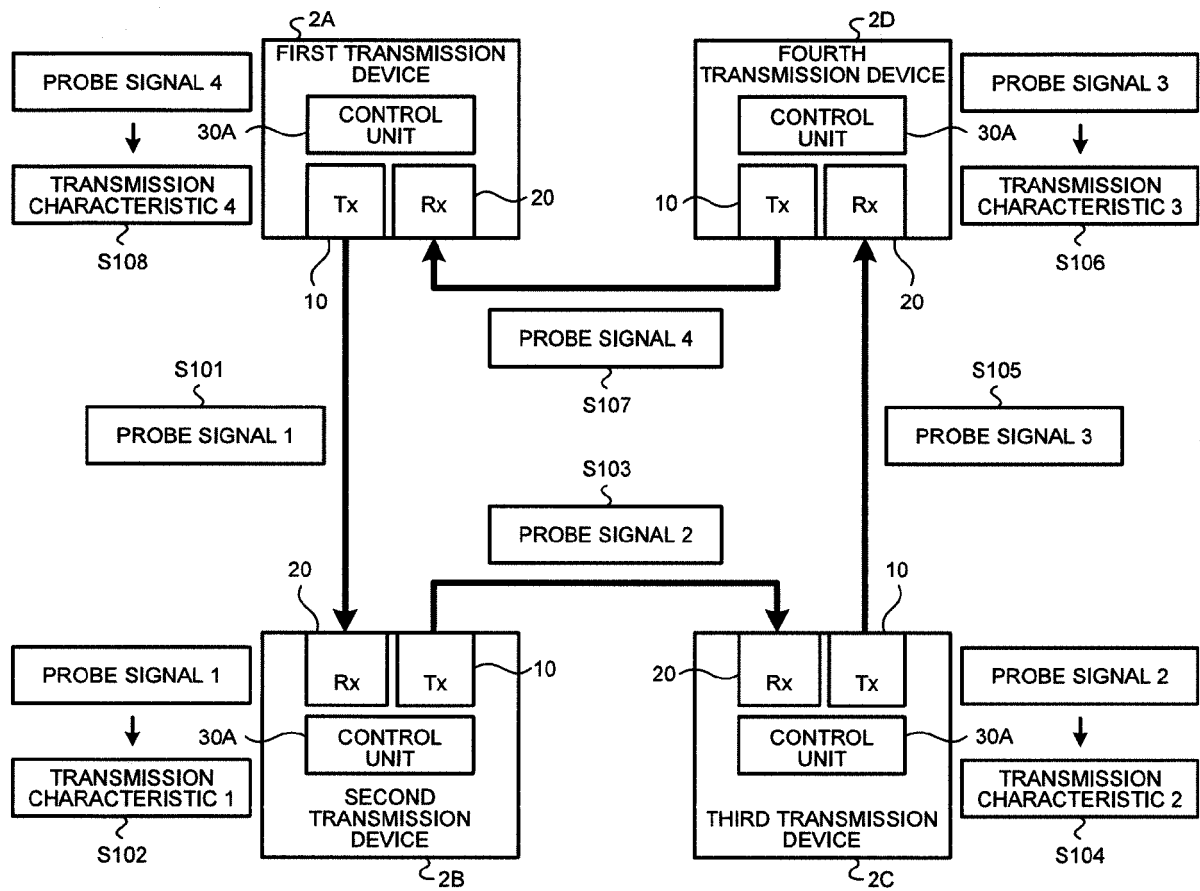 2A
2D
PROBE SIGNAL 4
FIRST TRANSMISSION
DEVICE
FOURTH
TRANSMISSION DEVICE
PROBE SIGNAL 3
30A
CONTROL
UNIT
CONTROL
UNIT
30A
TRANSMISSION
CHARACTERISTIC 4
Tx
Rx
20
10
Tx
Rx
TRANSMISSION
CHARACTERISTIC 3
S108
10
20
S106
PROBE SIGNAL 4
S107
S101
PROBE SIGNAL 1
S105
PROBE SIGNAL 3
S103
PROBE SIGNAL 2
20
10
PROBE SIGNAL 1
Rx
Tx
10
20
Rx
Tx
PROBE SIGNAL 2
30A
CONTROL
UNIT
CONTROL
UNIT
30A
TRANSMISSION
CHARACTERISTIC 1
SECOND
TRANSMISSION
DEVICE
THIRD TRANSMISSION
DEVICE
TRANSMISSION
CHARACTERISTIC 2
S102
2B
2C
S104